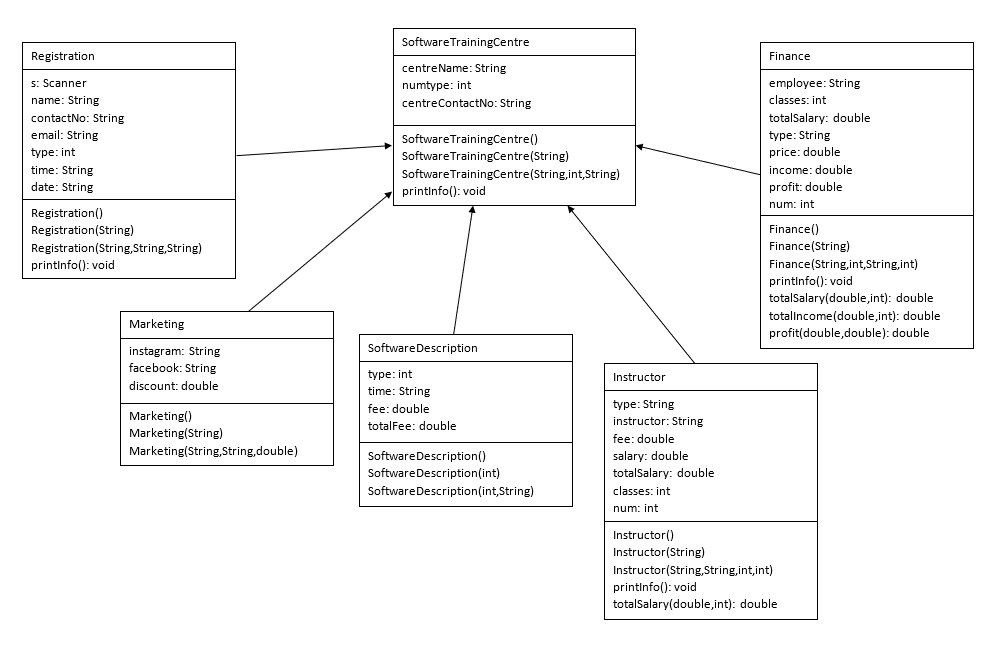 SoftwareTrainingCentre
centreName: String
numtype: int
centreContactNo: String
SoftwareTrainingCentre()
SoftwareTrainingCentre(String)
SoftwareTrainingCentre(String,int,String)
printInfo(): void
Registration
s: Scanner
name: String
contactNo: String
email: String
type: int
time: String
date: String
Registration()
Registration(String)
Registration(String,String,String)
printInfo(): void
Finance
employee: String
classes: int
totalSalary: double
type: String
price: double
income: double
profit: double
num: int
Finance()
Finance(String)
Finance(String,int,String,int)
printInfo(): void
totalSalary(double,int): double
totalIncome(double,int): double
profit(double,double): double
Marketing
instagram: String
facebook: String
discount: double
Marketing()
Marketing(String)
Marketing(String,String,double)
SoftwareDescription
type: int
time: String
fee: double
totalFee: double
SoftwareDescription()
SoftwareDescription(int)
SoftwareDescription(int,String)
Instructor
type: String
instructor: String
fee: double
salary: double
totalSalary: double
classes: int
num: int
Instructor()
Instructor(String)
Instructor(String,String,int,int)
printInfo(): void
totalSalary(double,int): double